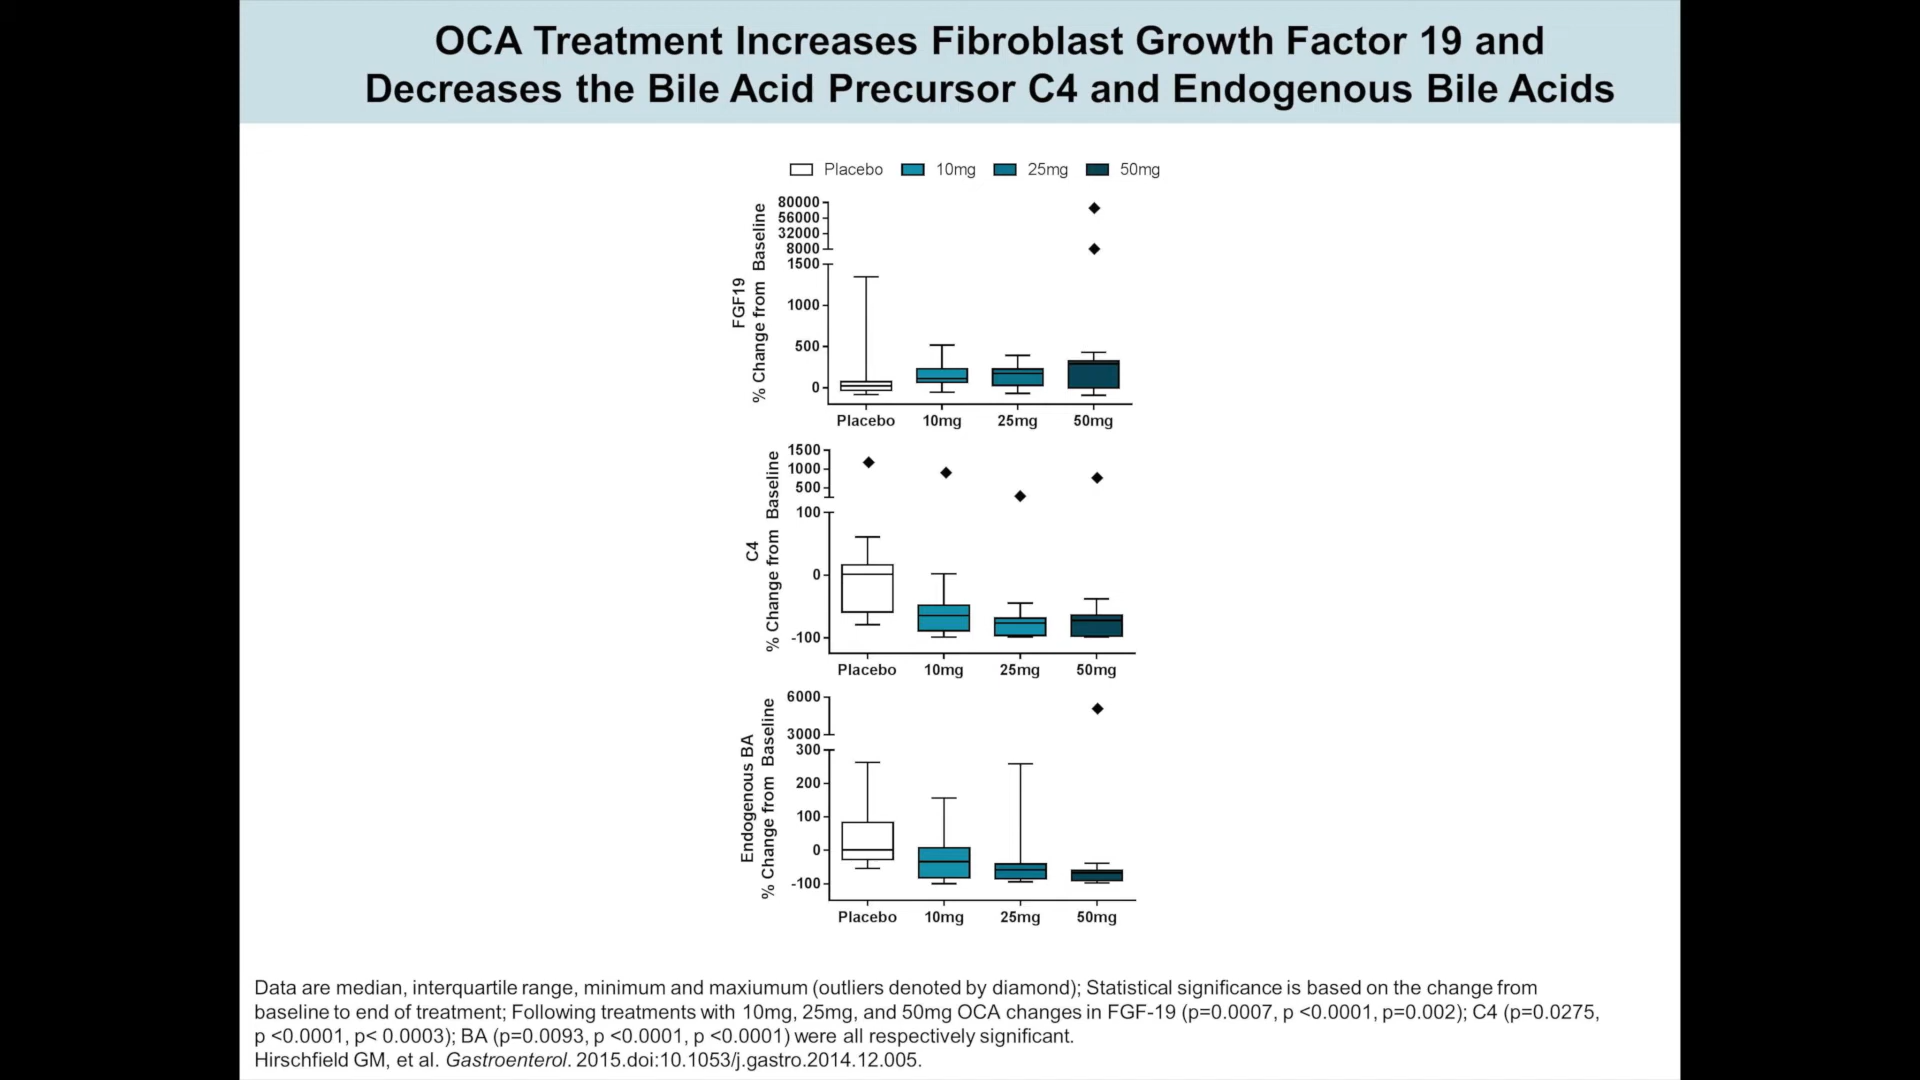 OCA Treatment Increases Fibroblast Growth Factor 19 and
Decreases the Bile Acid Precursor C4 and Endogenous Bile Acids
Placebo 10mg 25mg 50mg
FGF19
% Change from Baseline
80000
56000
32000
8000
1500
1000
500
0
Placebo 10mg 25mg 50mg
C4
% Change from Baseline
1500
1000
500
100
0
-100
Placebo 10mg 25mg 50mg
Endogenous BA
% Change from Baseline
6000
3000
300
200
100
0
-100
Placebo 10mg 25mg 50mg
Data are median, interquartile range, minimum and maxiumum (outliers denoted by diamond); Statistical significance is based on the change from
baseline to end of treatment; Following treatments with 10mg, 25mg, and 50mg OCA changes in FGF-19 (p=0.0007, p <0.0001, p=0.002); C4 (p=0.0275,
p <0.0001, p< 0.0003); BA (p=0.0093, p <0.0001, p <0.0001) were all respectively significant.
Hirschfield GM, et al. Gastroenterol. 2015.doi:10.1053/j.gastro.2014.12.005.